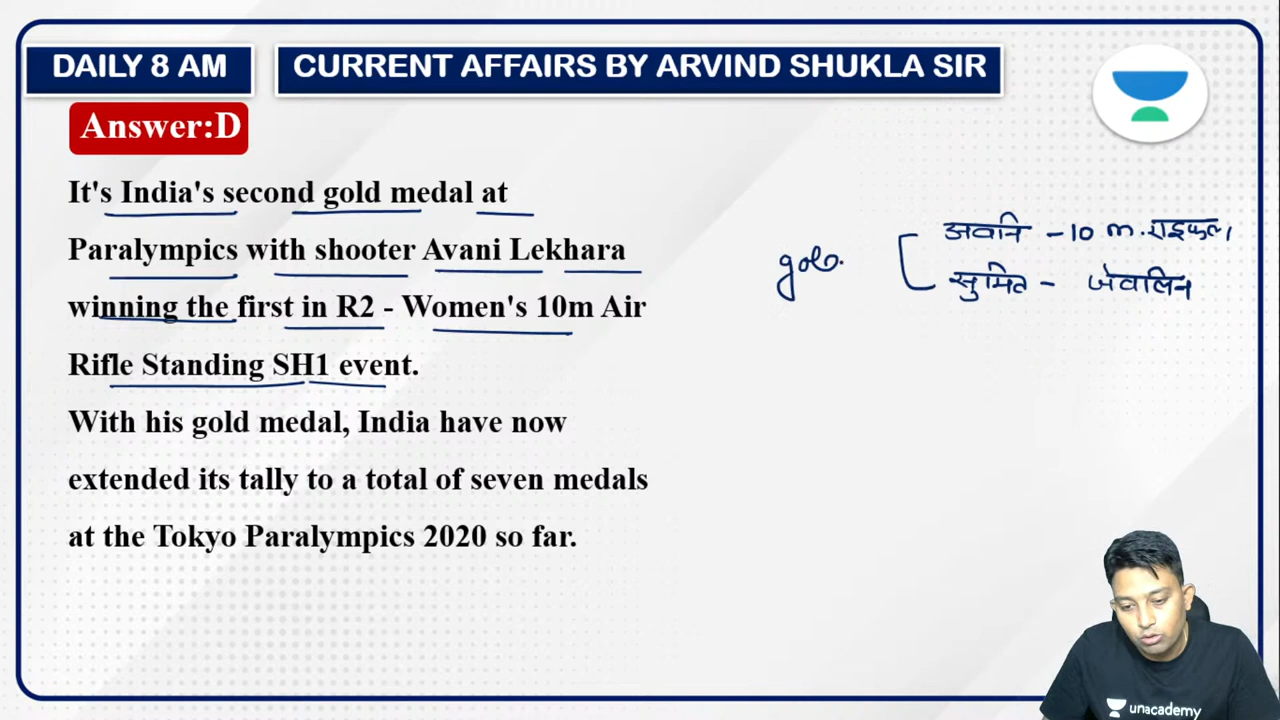 DAILY 8 AM
CURRENT AFFAIRS BY ARVIND SHUKLA SIR
Answer:D
It's India's second gold medal at
Paralympics with shooter Avani Lekhara
winning the first in R2 - Women's 10m Air
Rifle Standing SH1 event.
With his gold medal, India have now
extended its tally to a total of seven medals
at the Tokyo Paralympics 2020 so far.
gold.
अवनि - 10 m. राइफल।
सुमित - जेवलिन
unacademy